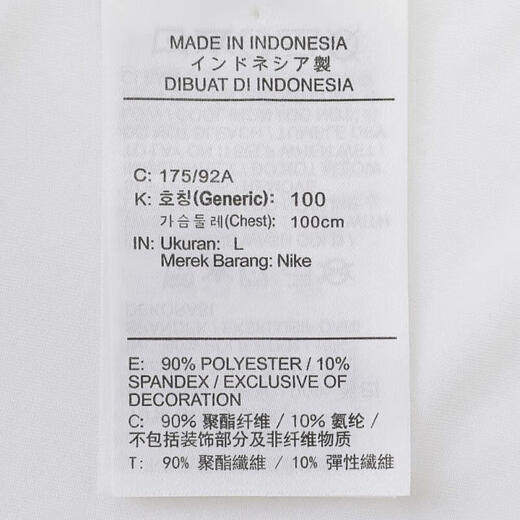 MADE IN INDONESIA
インドネシア製
DIBUAT DI INDONESIA
C: 175/92A
K: 호칭(Generic): 100
가슴둘레(Chest): 100cm
IN: Ukuran: L
Merek Barang: Nike
E: 90% POLYESTER / 10%
SPANDEX / EXCLUSIVE OF
DECORATION
C: 90% 聚酯纤维 / 10% 氨纶 /
不包括装饰部分及非纤维物质
T: 90% 聚酯纖維 / 10% 彈性纖維